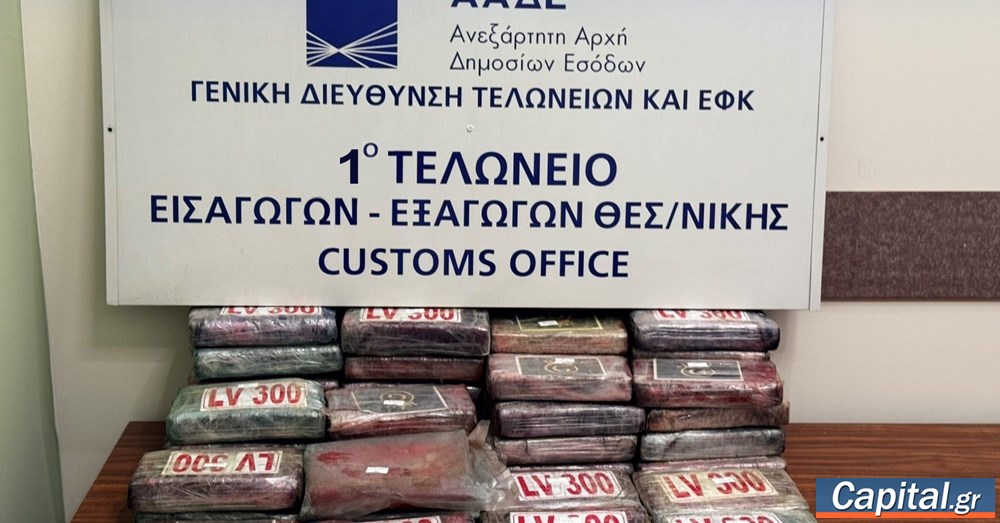 ΑΑΔΕ
Ανεξάρτητη Αρχή
Δημοσίων Εσόδων
ΓΕΝΙΚΗ ΔΙΕΥΘΥΝΣΗ ΤΕΛΩΝΕΙΩΝ ΚΑΙ ΕΦΚ
1Ο ΤΕΛΩΝΕΙΟ
ΕΙΣΑΓΩΓΩΝ - ΕΞΑΓΩΓΩΝ ΘΕΣ/ΝΙΚΗΣ
CUSTOMS OFFICE
LV 300
LV 300
LV 300
LV 300
LV 300
LV 300
LV 300
Capital.gr